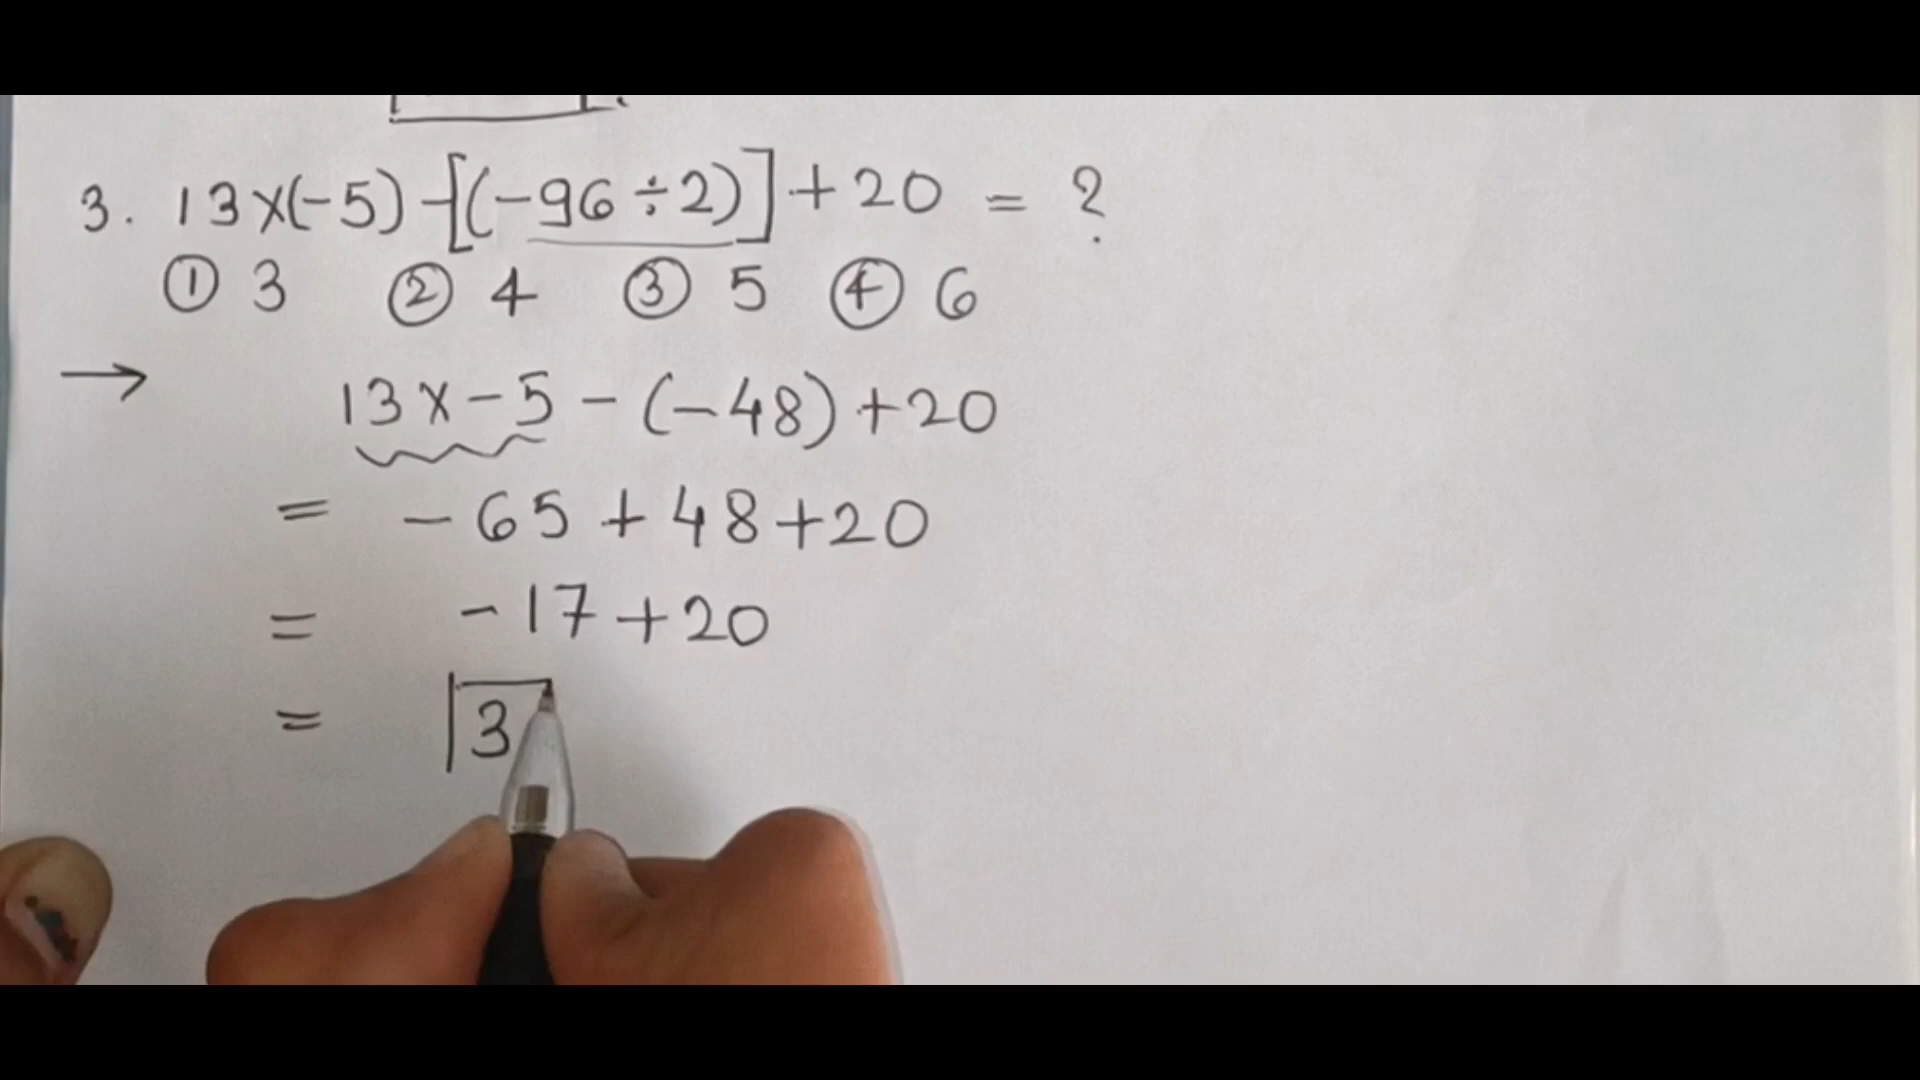 3. 13×(-5) -[(-96÷2)]+20 = ?
① 3 ② 4 ③ 5 ④ 6
→ 13×-5-(-48)+20
= -65+48+20
= -17+20
= 3